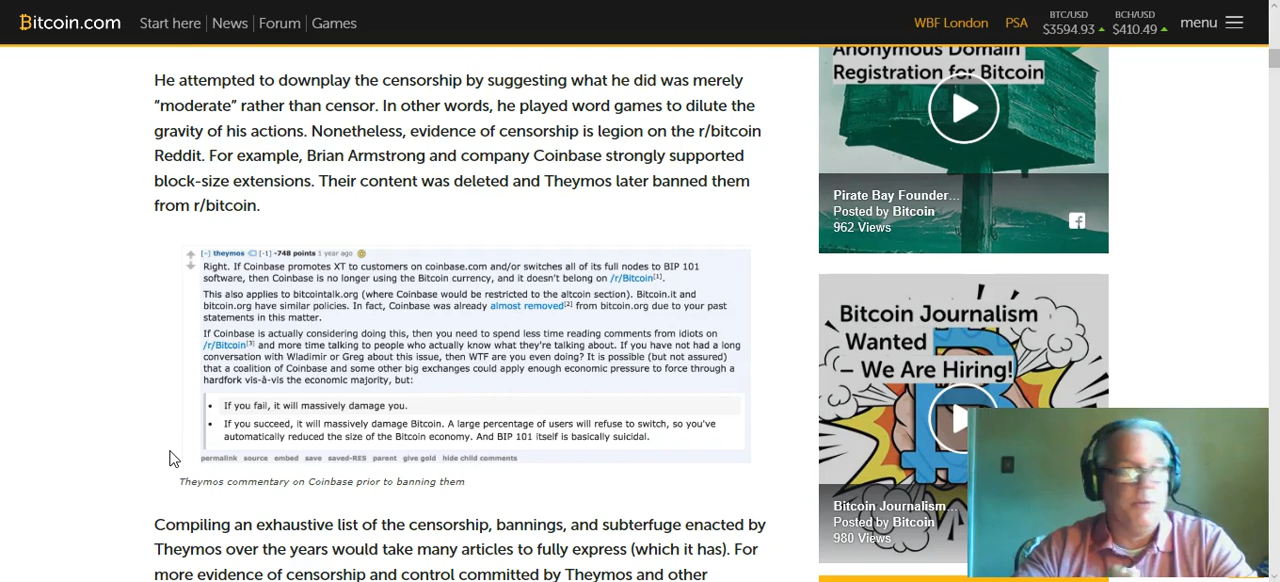 Bitcoin.com Start here News Forum Games WBF London PSA BTC/USD $3594.93 BCH/USD $410.49 menu
He attempted to downplay the censorship by suggesting what he did was merely
“moderate” rather than censor. In other words, he played word games to dilute the
gravity of his actions. Nonetheless, evidence of censorship is legion on the r/bitcoin
Reddit. For example, Brian Armstrong and company Coinbase strongly supported
block-size extensions. Their content was deleted and Theymos later banned them
from r/bitcoin.
[-] theymos [-1] -748 points 1 year ago
Right. If Coinbase promotes XT to customers on coinbase.com and/or switches all of its full nodes to BIP 101
software, then Coinbase is no longer using the Bitcoin currency, and it doesn't belong on /r/Bitcoin[1].
This also applies to bitcointalk.org (where Coinbase would be restricted to the altcoin section). Bitcoin.it and
bitcoin.org have similar policies. In fact, Coinbase was already almost removed[2] from bitcoin.org due to your past
statements in this matter.
If Coinbase is actually considering doing this, then you need to spend less time reading comments from idiots on
/r/Bitcoin[3] and more time talking to people who actually know what they're talking about. If you have not had a long
conversation with Wladimir or Greg about this issue, then WTF are you even doing? It is possible (but not assured)
that a coalition of Coinbase and some other big exchanges could apply enough economic pressure to force through a
hardfork vis-à-vis the economic majority, but:
• If you fail, it will massively damage you.
• If you succeed, it will massively damage Bitcoin. A large percentage of users will refuse to switch, so you've
automatically reduced the size of the Bitcoin economy. And BIP 101 itself is basically suicidal.
permalink source embed save saved-RES parent give gold hide child comments
Theymos commentary on Coinbase prior to banning them
Compiling an exhaustive list of the censorship, bannings, and subterfuge enacted by
Theymos over the years would take many articles to fully express (which it has). For
more evidence of censorship and control committed by Theymos and other
Anonymous Domain
Registration for Bitcoin
Pirate Bay Founder...
Posted by Bitcoin
962 Views
Bitcoin Journalism
Wanted
– We Are Hiring!
Bitcoin Journalism...
Posted by Bitcoin
980 Views